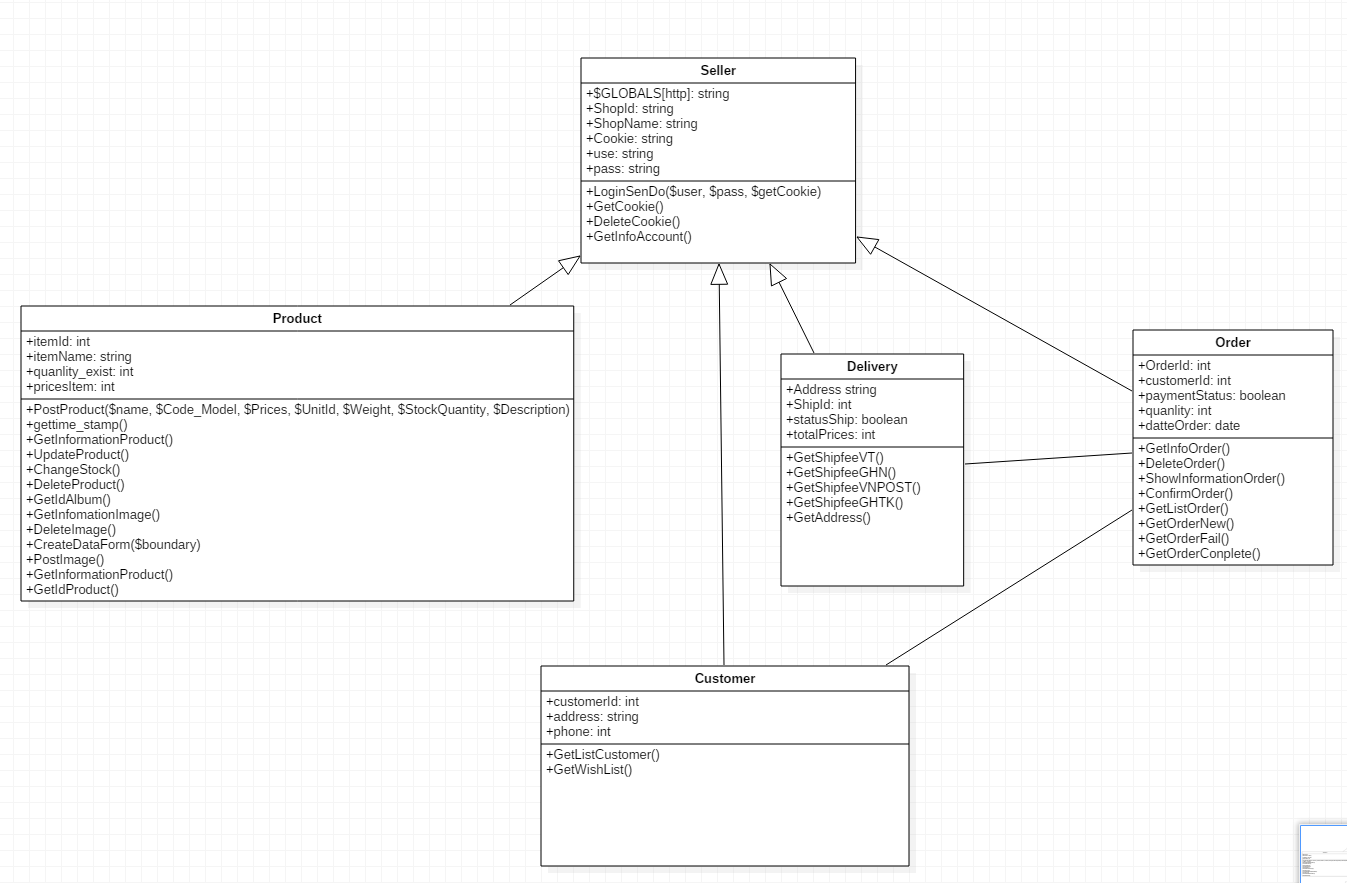 Seller
+$GLOBALS[http]: string
+ShopId: string
+ShopName: string
+Cookie: string
+use: string
+pass: string
+LoginSenDo($user, $pass, $getCookie)
+GetCookie()
+DeleteCookie()
+GetInfoAccount()
Product
+itemId: int
+itemName: string
+quanlity_exist: int
+pricesItem: int
+PostProduct($name, $Code_Model, $Prices, $UnitId, $Weight, $StockQuantity, $Description)
+gettime_stamp()
+GetInformationProduct()
+UpdateProduct()
+ChangeStock()
+DeleteProduct()
+GetIdAlbum()
+GetInfomationImage()
+DeleteImage()
+CreateDataForm($boundary)
+PostImage()
+GetInformationProduct()
+GetIdProduct()
Delivery
+Address string
+ShipId: int
+statusShip: boolean
+totalPrices: int
+GetShipfeeVT()
+GetShipfeeGHN()
+GetShipfeeVNPOST()
+GetShipfeeGHTK()
+GetAddress()
Order
+OrderId: int
+customerId: int
+paymentStatus: boolean
+quanlity: int
+datteOrder: date
+GetInfoOrder()
+DeleteOrder()
+ShowInformationOrder()
+ConfirmOrder()
+GetListOrder()
+GetOrderNew()
+GetOrderFail()
+GetOrderConplete()
Customer
+customerId: int
+address: string
+phone: int
+GetListCustomer()
+GetWishList()